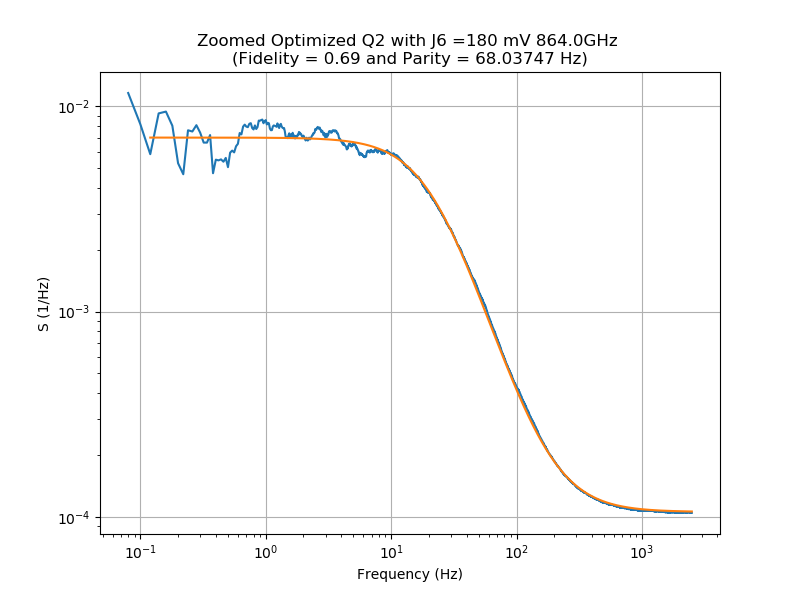 Zoomed Optimized Q2 with J6 =180 mV 864.0GHz
(Fidelity = 0.69 and Parity = 68.03747 Hz)
10⁻²
10⁻³
10⁻⁴
S (1/Hz)
10⁻¹ 10⁰ 10¹ 10² 10³
Frequency (Hz)